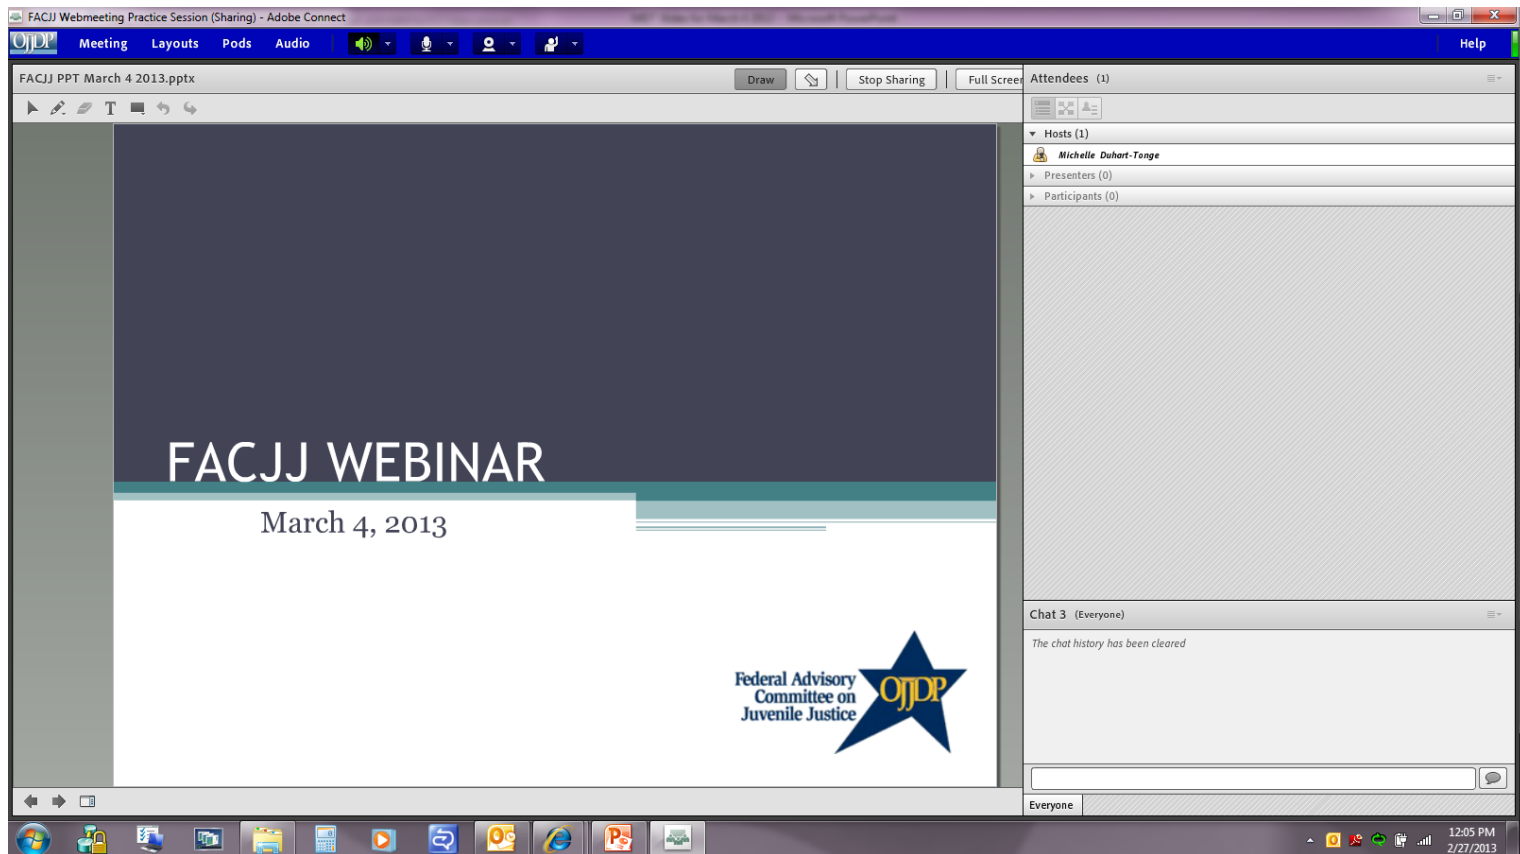 FACJJ Webmeeting Practice Session (Sharing) - Adobe Connect
OJJDP Meeting Layouts Pods Audio Help
FACJJ PPT March 4 2013.pptx
Draw Stop Sharing Full Screen
T
FACJJ WEBINAR
March 4, 2013
Federal Advisory
Committee on
Juvenile Justice
OJJDP
Attendees (1)
Hosts (1)
Michelle Duhart-Tonge
Presenters (0)
Participants (0)
Chat 3 (Everyone)
The chat history has been cleared
Everyone
12:05 PM
2/27/2013